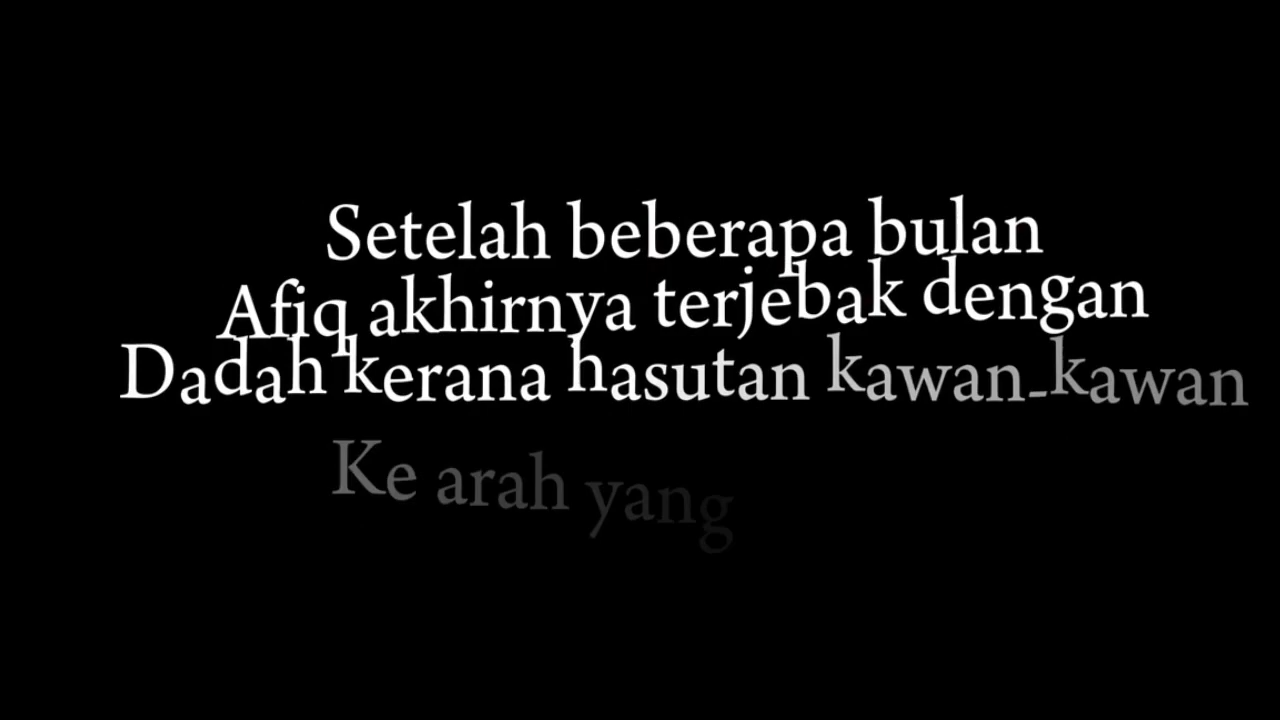 Setelah beberapa bulan
Afiq akhirnya terjebak dengan
Dadah kerana hasutan kawan-kawan
Ke arah yang